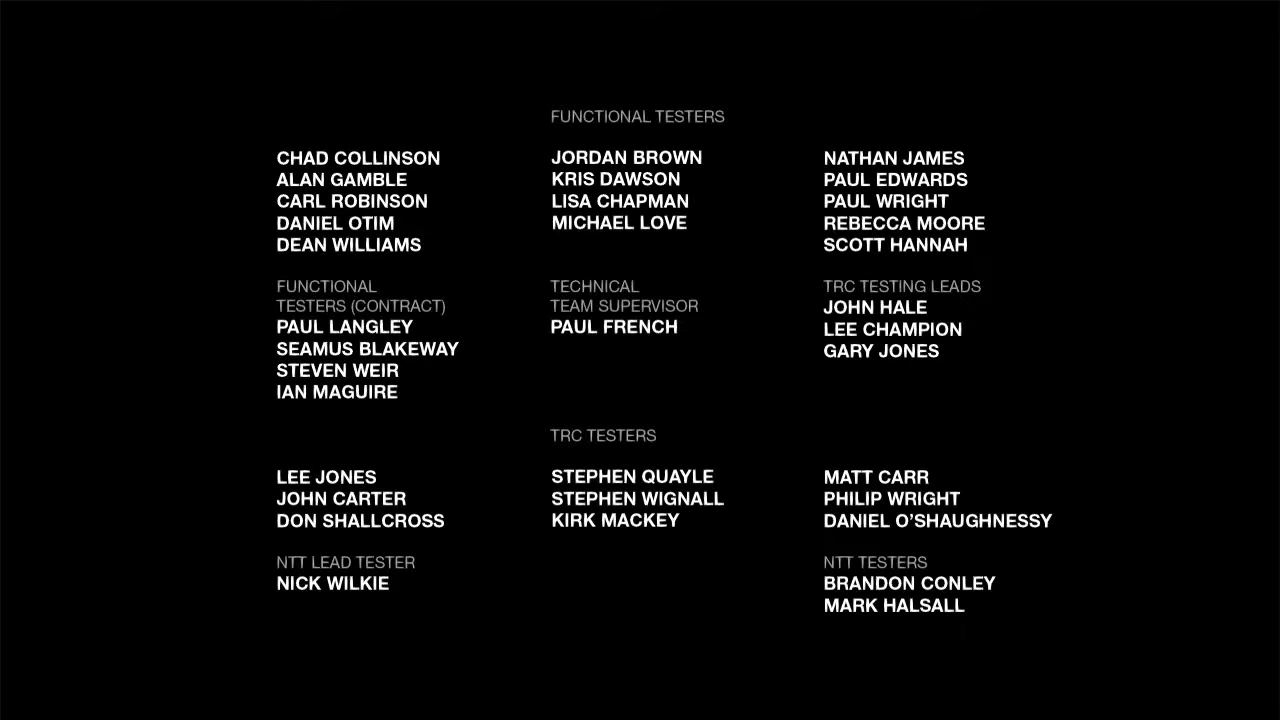 FUNCTIONAL TESTERS
CHAD COLLINSON
ALAN GAMBLE
CARL ROBINSON
DANIEL OTIM
DEAN WILLIAMS
JORDAN BROWN
KRIS DAWSON
LISA CHAPMAN
MICHAEL LOVE
NATHAN JAMES
PAUL EDWARDS
PAUL WRIGHT
REBECCA MOORE
SCOTT HANNAH
FUNCTIONAL
TESTERS (CONTRACT)
PAUL LANGLEY
SEAMUS BLAKEWAY
STEVEN WEIR
IAN MAGUIRE
TECHNICAL
TEAM SUPERVISOR
PAUL FRENCH
TRC TESTING LEADS
JOHN HALE
LEE CHAMPION
GARY JONES
TRC TESTERS
LEE JONES
JOHN CARTER
DON SHALLCROSS
STEPHEN QUAYLE
STEPHEN WIGNALL
KIRK MACKEY
MATT CARR
PHILIP WRIGHT
DANIEL O’SHAUGHNESSY
NTT LEAD TESTER
NICK WILKIE
NTT TESTERS
BRANDON CONLEY
MARK HALSALL